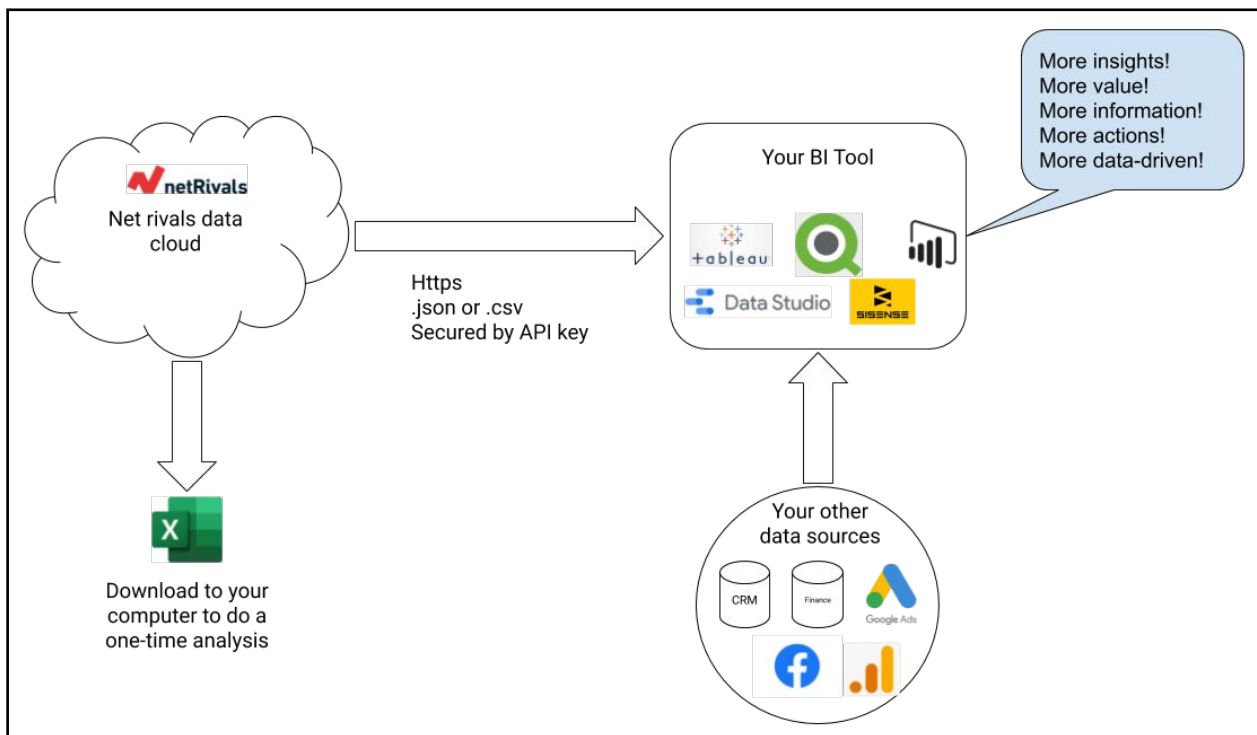 netRivals
Net rivals data
cloud
Https
.json or .csv
Secured by API key
Download to your
computer to do a
one-time analysis
Your BI Tool
+ableau
Data Studio
SISENSE
More insights!
More value!
More information!
More actions!
More data-driven!
Your other
data sources
CRM
Finance
Google Ads